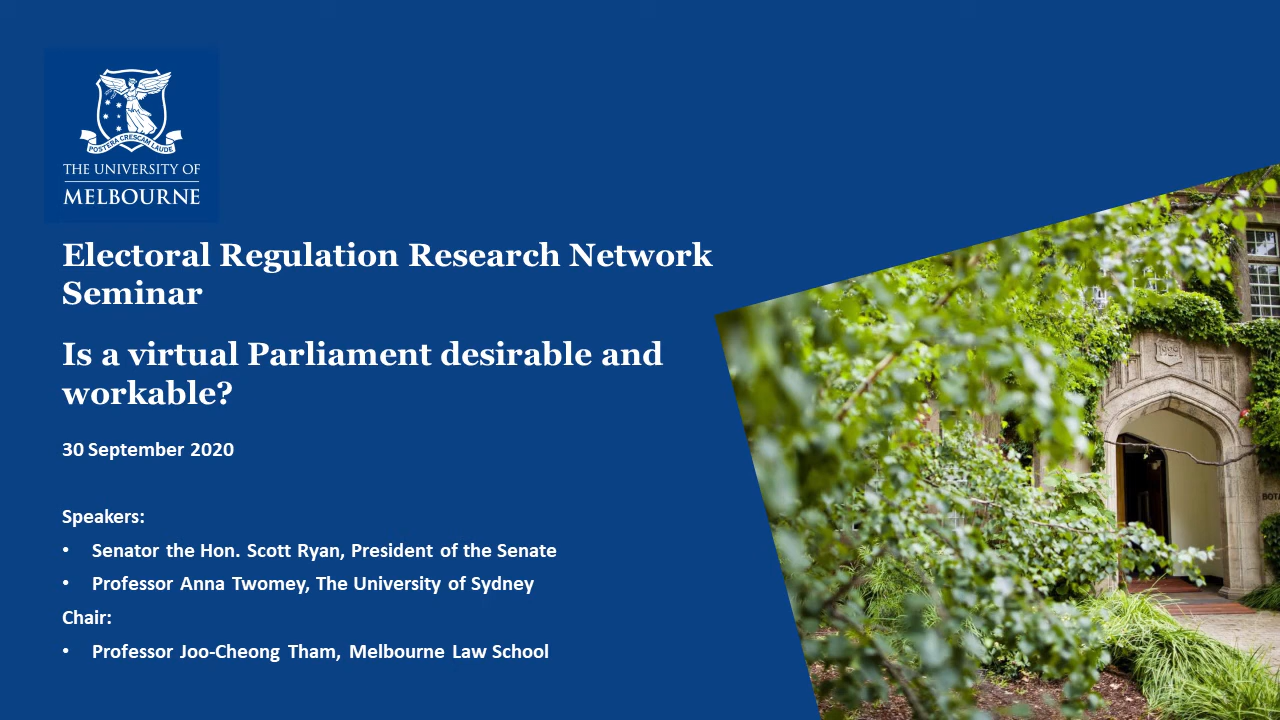 POSTERA CRESCAM LAUDE
THE UNIVERSITY OF
MELBOURNE
Electoral Regulation Research Network
Seminar
Is a virtual Parliament desirable and
workable?
30 September 2020
Speakers:
• Senator the Hon. Scott Ryan, President of the Senate
• Professor Anna Twomey, The University of Sydney
Chair:
• Professor Joo-Cheong Tham, Melbourne Law School
1929